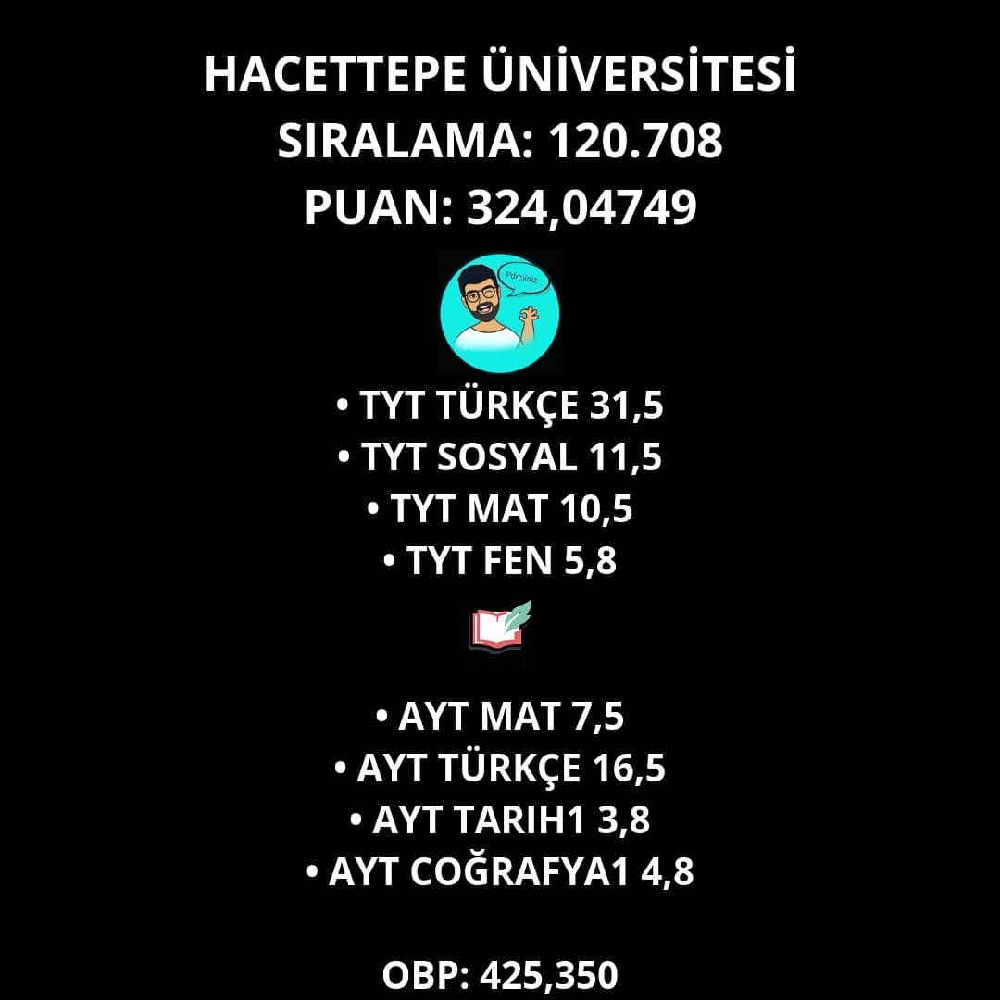 HACETTEPE ÜNİVERSİTESİ
SIRALAMA: 120.708
PUAN: 324,04749
Pdrciiniz
• TYT TÜRKÇE 31,5
• TYT SOSYAL 11,5
• TYT MAT 10,5
• TYT FEN 5,8
• AYT MAT 7,5
• AYT TÜRKÇE 16,5
• AYT TARIH1 3,8
• AYT COĞRAFYA1 4,8
OBP: 425,350